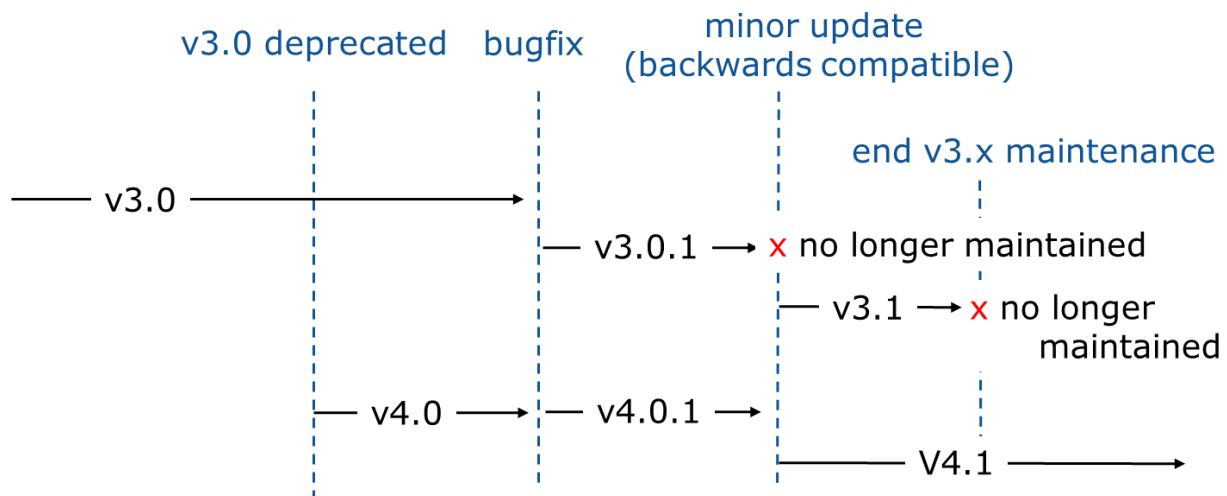 v3.0 deprecated
bugfix
minor update
(backwards compatible)
end v3.x maintenance
v3.0
v3.0.1
x no longer maintained
v3.1
x no longer
maintained
v4.0
v4.0.1
V4.1